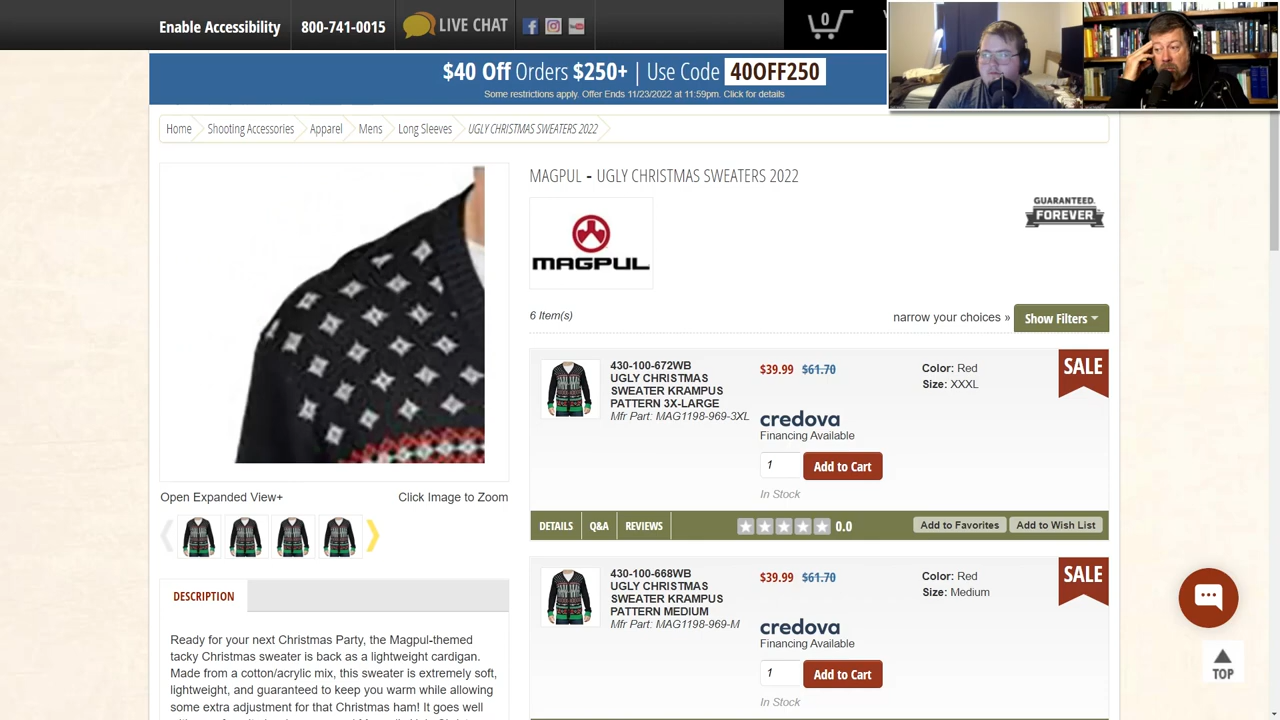 Enable Accessibility
800-741-0015
LIVE CHAT
0
$40 Off Orders $250+ | Use Code 40OFF250
Some restrictions apply. Offer Ends 11/23/2022 at 11:59pm. Click for details
Home
Shooting Accessories
Apparel
Mens
Long Sleeves
UGLY CHRISTMAS SWEATERS 2022
MAGPUL - UGLY CHRISTMAS SWEATERS 2022
MAGPUL
GUARANTEED.
FOREVER
6 Item(s)
narrow your choices »
Show Filters
430-100-672WB
UGLY CHRISTMAS
SWEATER KRAMPUS
PATTERN 3X-LARGE
Mfr Part: MAG1198-969-3XL
$39.99 $61.70
credova
Financing Available
1
Add to Cart
In Stock
Color: Red
Size: XXXL
SALE
DETAILS
Q&A
REVIEWS
0.0
Add to Favorites
Add to Wish List
430-100-668WB
UGLY CHRISTMAS
SWEATER KRAMPUS
PATTERN MEDIUM
Mfr Part: MAG1198-969-M
$39.99 $61.70
credova
Financing Available
1
Add to Cart
In Stock
Color: Red
Size: Medium
SALE
Open Expanded View+
Click Image to Zoom
DESCRIPTION
Ready for your next Christmas Party, the Magpul-themed
tacky Christmas sweater is back as a lightweight cardigan.
Made from a cotton/acrylic mix, this sweater is extremely soft,
lightweight, and guaranteed to keep you warm while allowing
some extra adjustment for that Christmas ham! It goes well
TOP